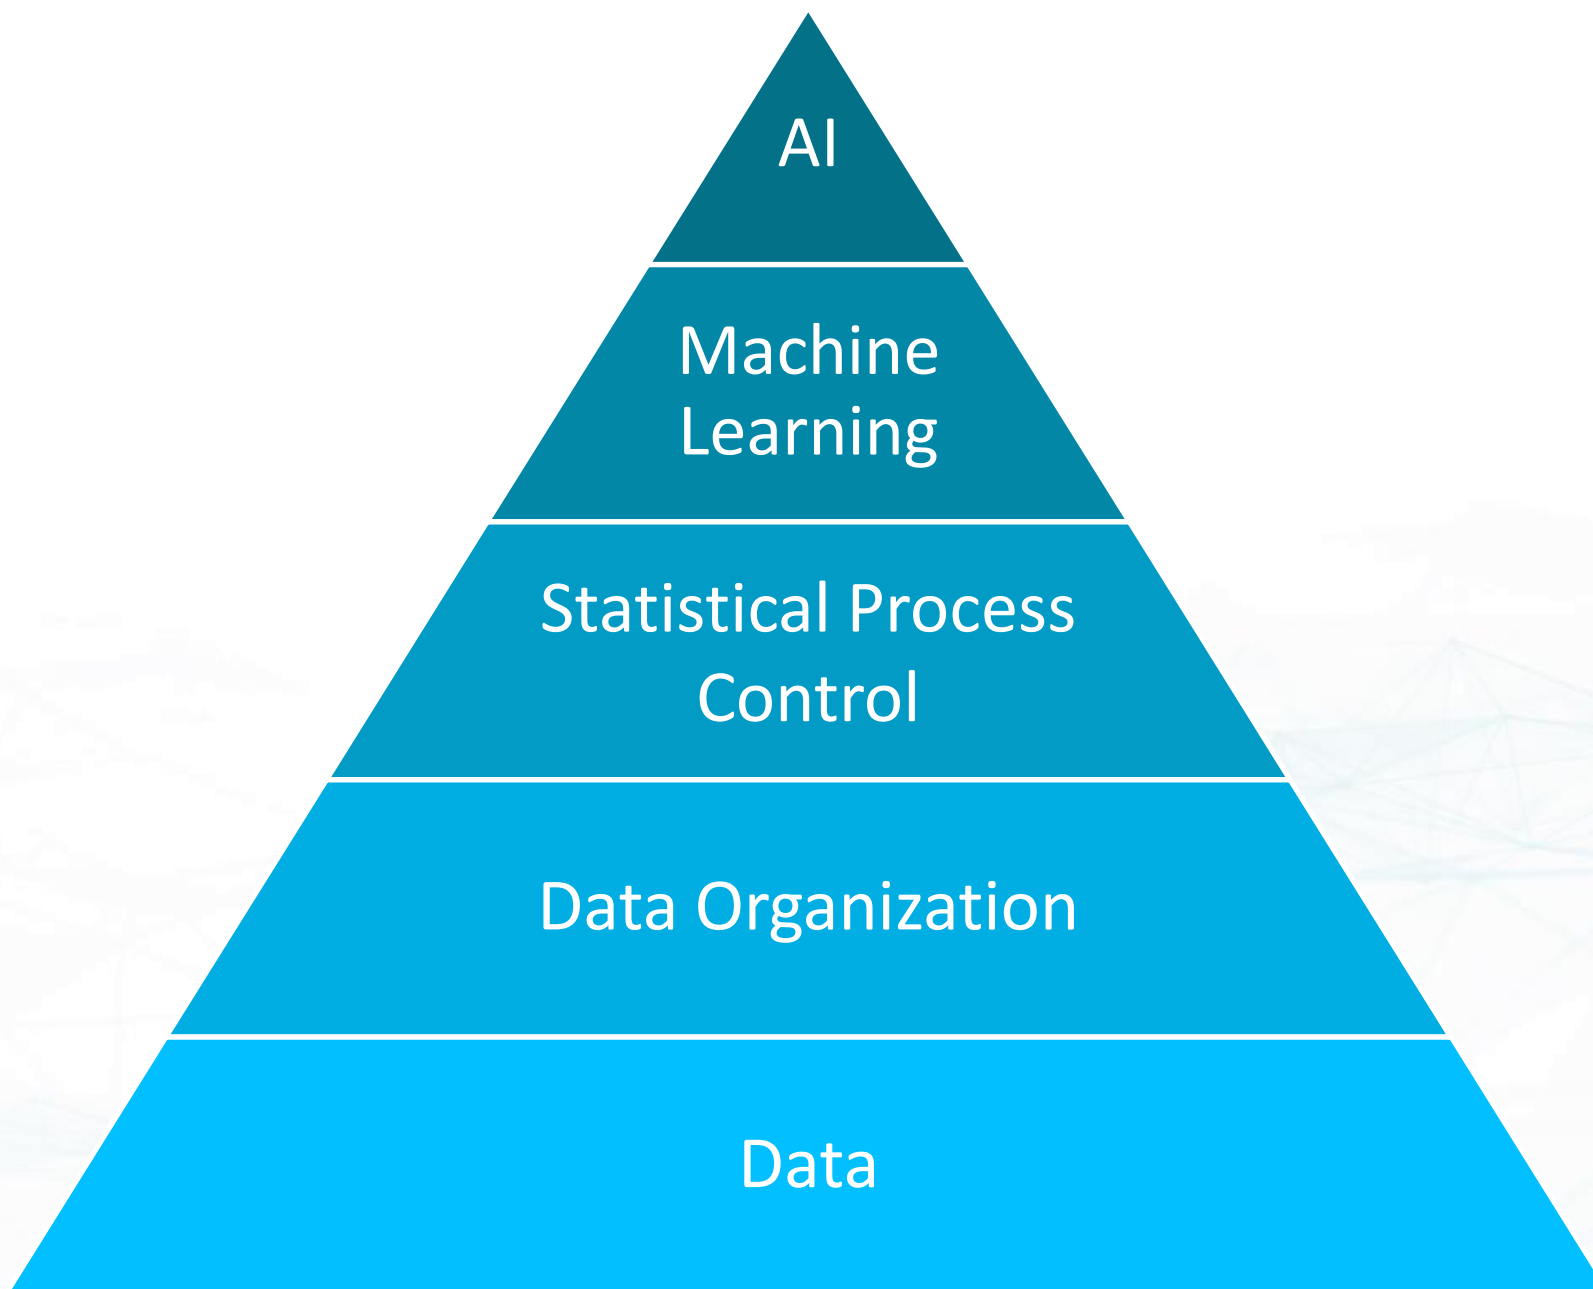 AI
Machine
Learning
Statistical Process
Control
Data Organization
Data